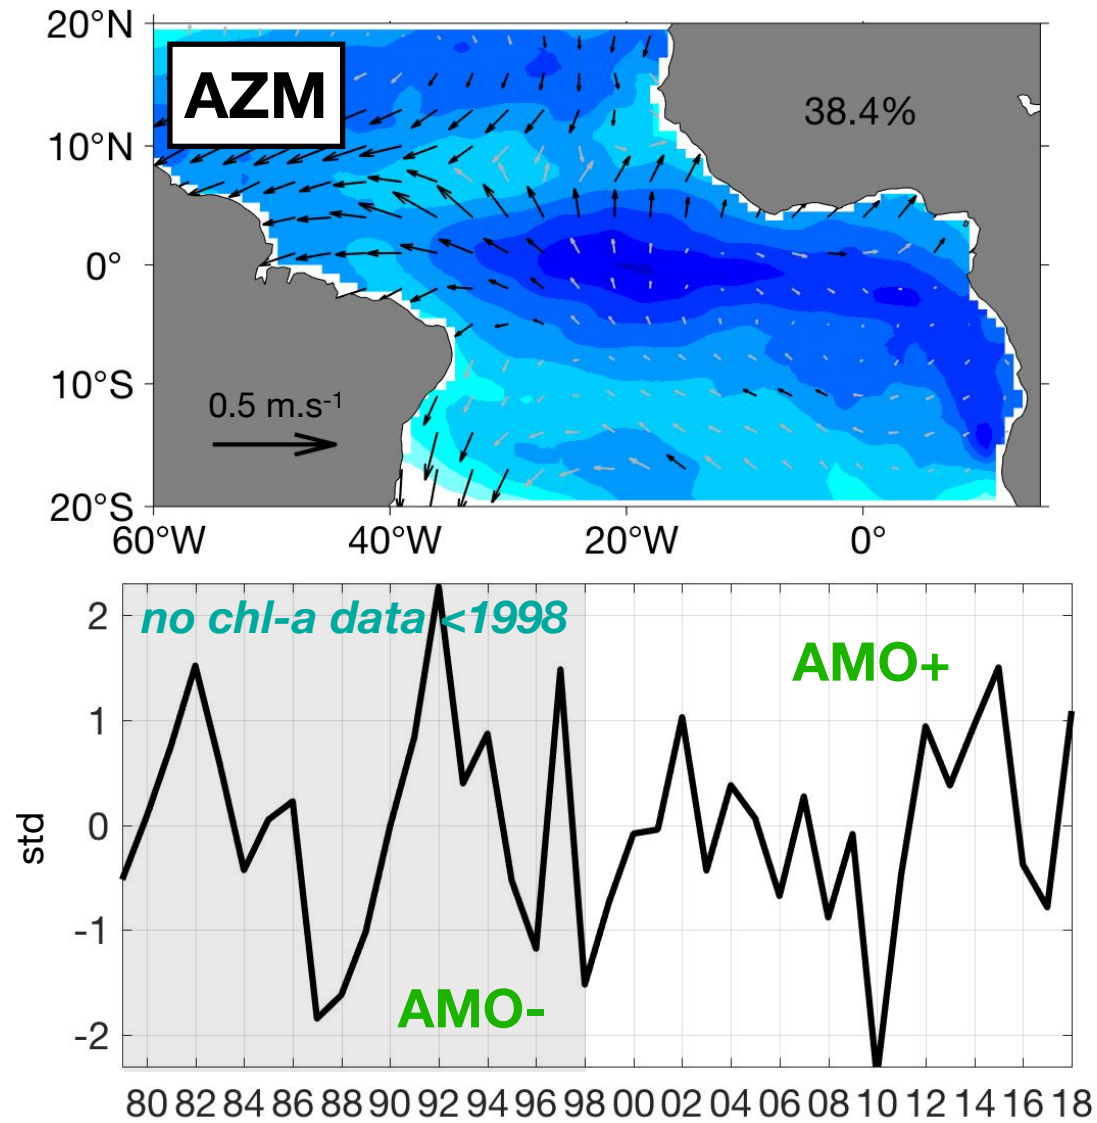 20°N
AZM
38.4%
10°N
0°
10°S
0.5 m.s-1
20°S
60°W 40°W 20°W 0°
no chl-a data <1998
2
AMO+
1
0
std
-1
AMO-
-2
80 82 84 86 88 90 92 94 96 98 00 02 04 06 08 10 12 14 16 18